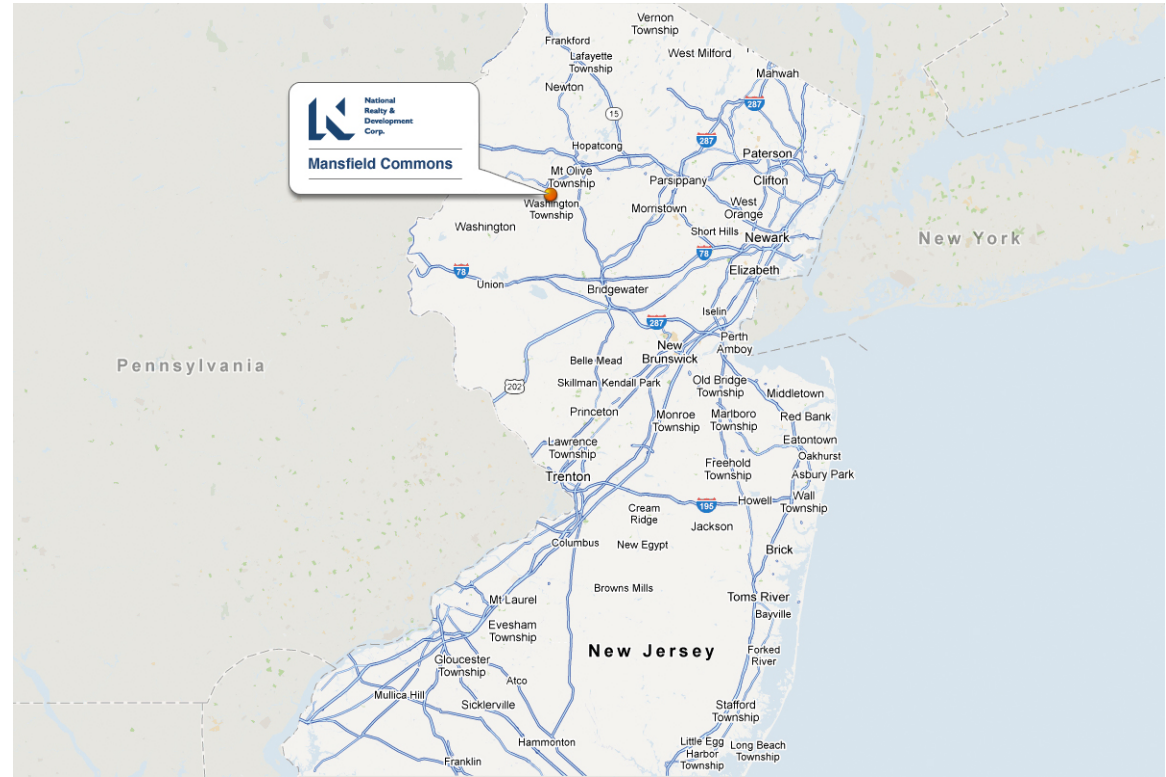 Vernon
Township
Frankford
Lafayette
Township
West Milford
Mahwah
Newton
287
National
Realty &
Development
Corp.
Mansfield Commons
15
287
Hopatcong
Paterson
Mt Olive
Township
Parsippany
Clifton
Washington
Township
Morristown
West
Orange
Washington
Short Hills
Newark
New York
78
78
Elizabeth
Union
Bridgewater
Iselin
287
Perth
Amboy
New
Brunswick
Pennsylvania
Belle Mead
202
Skillman
Kendall Park
Old Bridge
Township
Middletown
Princeton
Monroe
Township
Marlboro
Township
Red Bank
Lawrence
Township
Eatontown
Oakhurst
Trenton
Freehold
Township
Asbury Park
195
Howell
Wall
Township
Cream
Ridge
Jackson
Columbus
New Egypt
Brick
Browns Mills
Toms River
Mt Laurel
Bayville
Evesham
Township
New Jersey
Forked
River
Gloucester
Township
Atco
Mullica Hill
Sicklerville
Stafford
Township
Hammonton
Little Egg
Harbor
Township
Long Beach
Township
Franklin